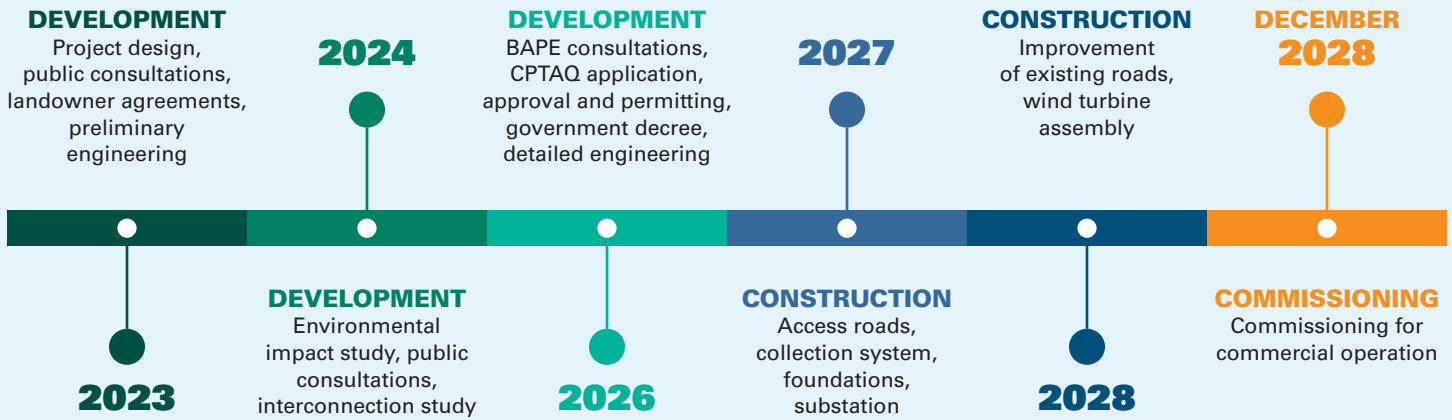 DEVELOPMENT
Project design,
public consultations,
landowner agreements,
preliminary
engineering
2023
2024
DEVELOPMENT
Environmental
impact study, public
consultations,
interconnection study
DEVELOPMENT
BAPE consultations,
CPTAQ application,
approval and permitting,
government decree,
detailed engineering
2026
2027
CONSTRUCTION
Access roads,
collection system,
foundations,
substation
CONSTRUCTION
Improvement
of existing roads,
wind turbine
assembly
2028
DECEMBER
2028
COMMISSIONING
Commissioning for
commercial operation